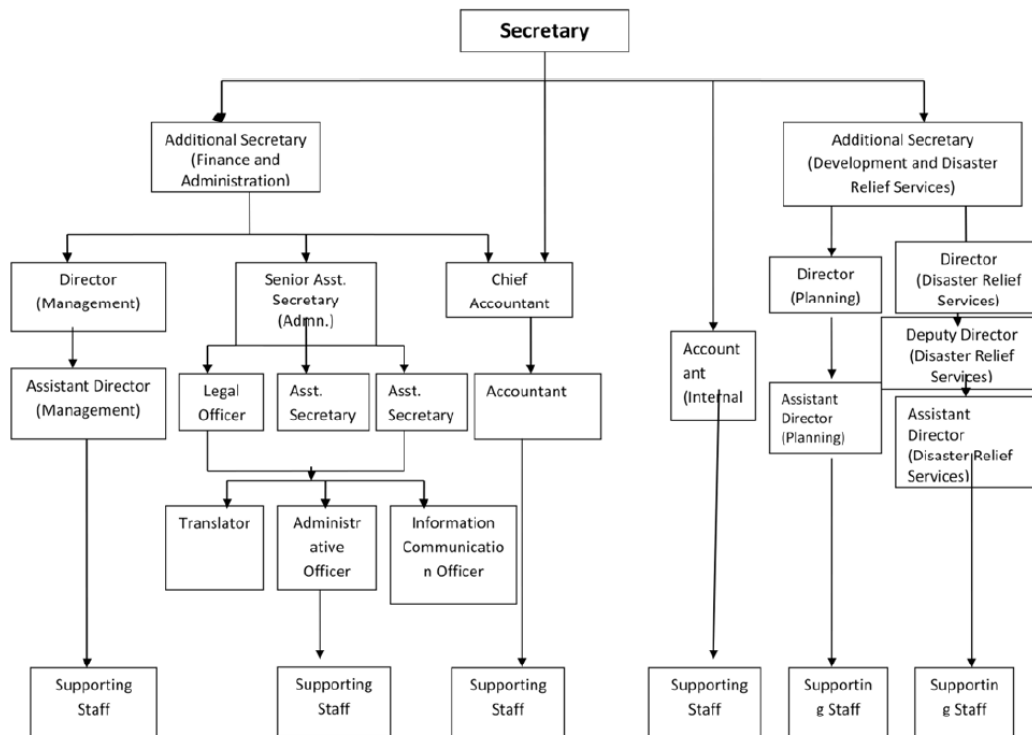 Secretary
Additional Secretary
(Finance and
Administration)
Additional Secretary
(Development and Disaster
Relief Services)
Director
(Management)
Senior Asst.
Secretary
(Admn.)
Chief
Accountant
Director
(Planning)
Director
(Disaster Relief
Services)
Account
ant
(Internal
Deputy Director
(Disaster Relief
Services)
Assistant Director
(Management)
Legal
Officer
Asst.
Secretary
Asst.
Secretary
Accountant
Assistant
Director
(Planning)
Assistant
Director
(Disaster Relief
Services)
Translator
Administr
ative
Officer
Information
Communicatio
n Officer
Supporting
Staff
Supporting
Staff
Supporting
Staff
Supporting
Staff
Supportin
g Staff
Supportin
g Staff